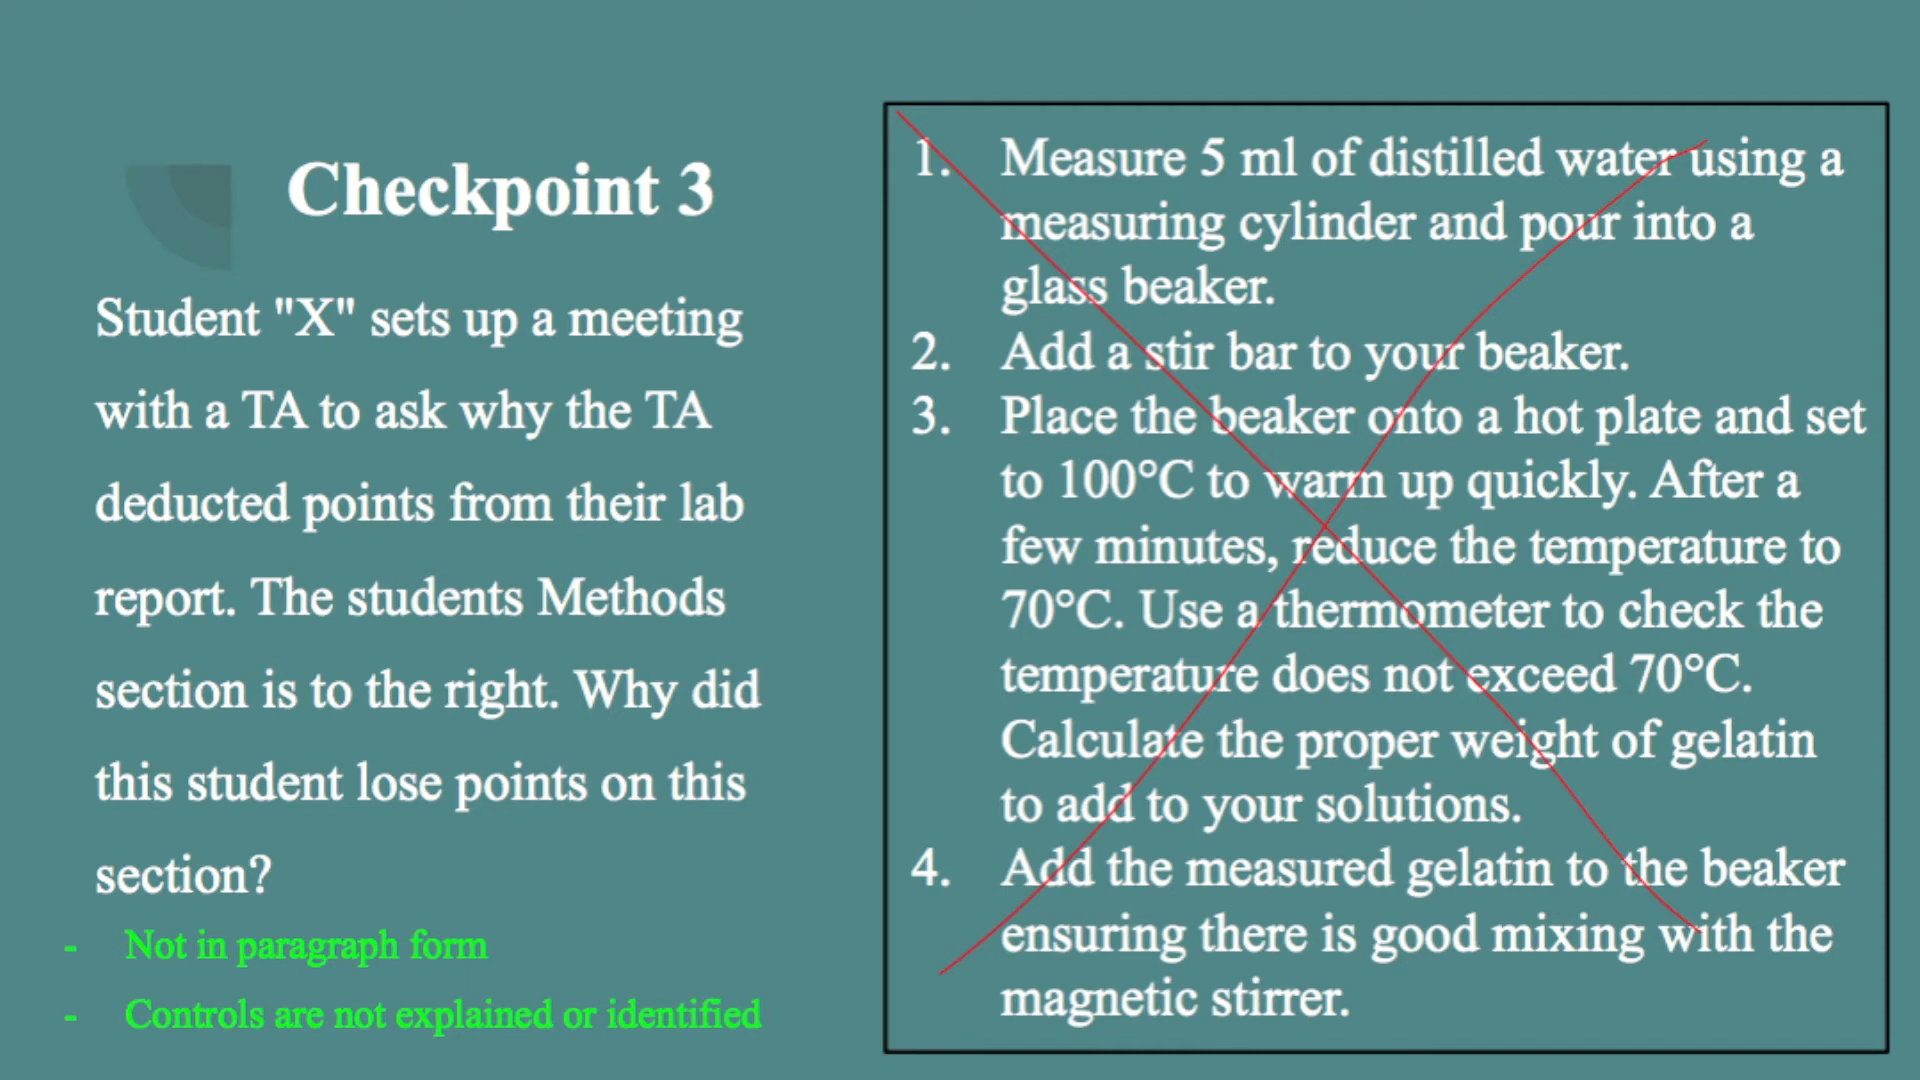 Checkpoint 3
Student "X" sets up a meeting
with a TA to ask why the TA
deducted points from their lab
report. The students Methods
section is to the right. Why did
this student lose points on this
section?
- Not in paragraph form
- Controls are not explained or identified
1. Measure 5 ml of distilled water using a
measuring cylinder and pour into a
glass beaker.
2. Add a stir bar to your beaker.
3. Place the beaker onto a hot plate and set
to 100°C to warm up quickly. After a
few minutes, reduce the temperature to
70°C. Use a thermometer to check the
temperature does not exceed 70°C.
Calculate the proper weight of gelatin
to add to your solutions.
4. Add the measured gelatin to the beaker
ensuring there is good mixing with the
magnetic stirrer.